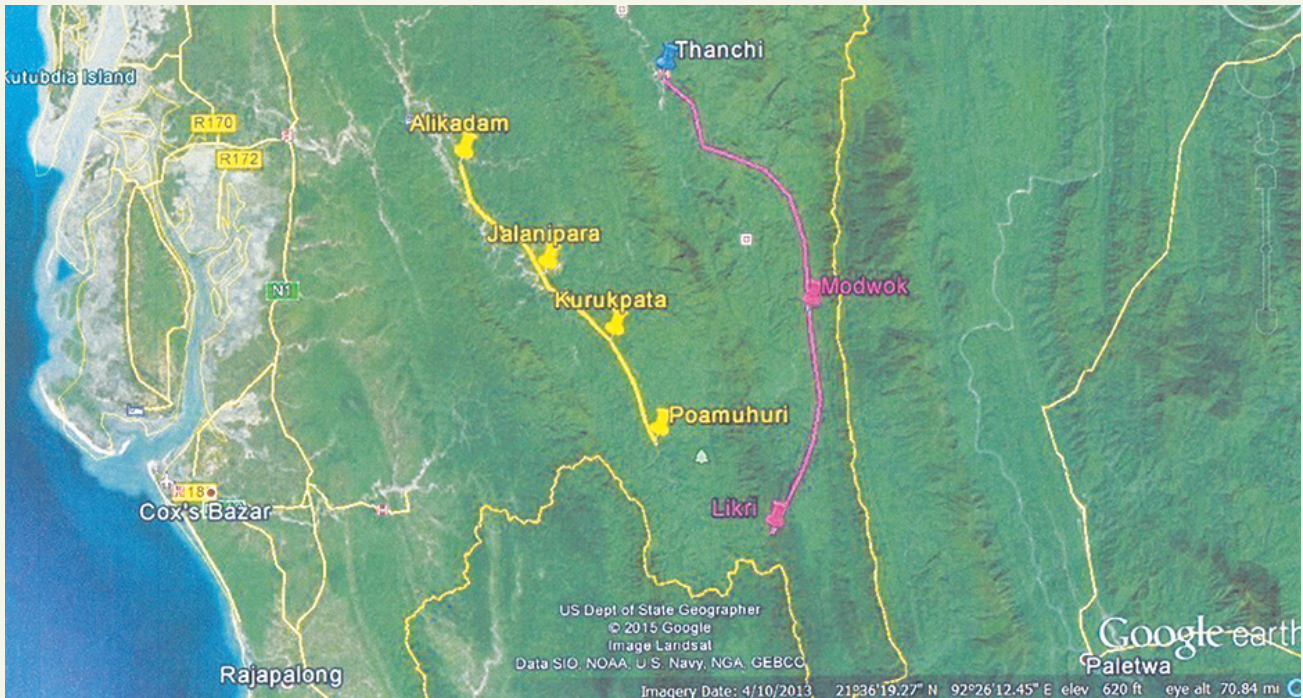 Thanchi
Kutubdia Island
R170
Alikadam
R172
Jalanipara
N1
Modwok
Kurukpata
Poamuhuri
Likri
Cox's Bazar
US Dept of State Geographer
© 2015 Google
Image Landsat
Data SIO, NOAA, U.S. Navy, NGA, GEBCO
Google earth
Rajapalong
Paletwa
Imagery Date: 4/10/2013 21°36'19.27" N 92°26'12.45" E elev 620 ft eye alt 70.84 mi